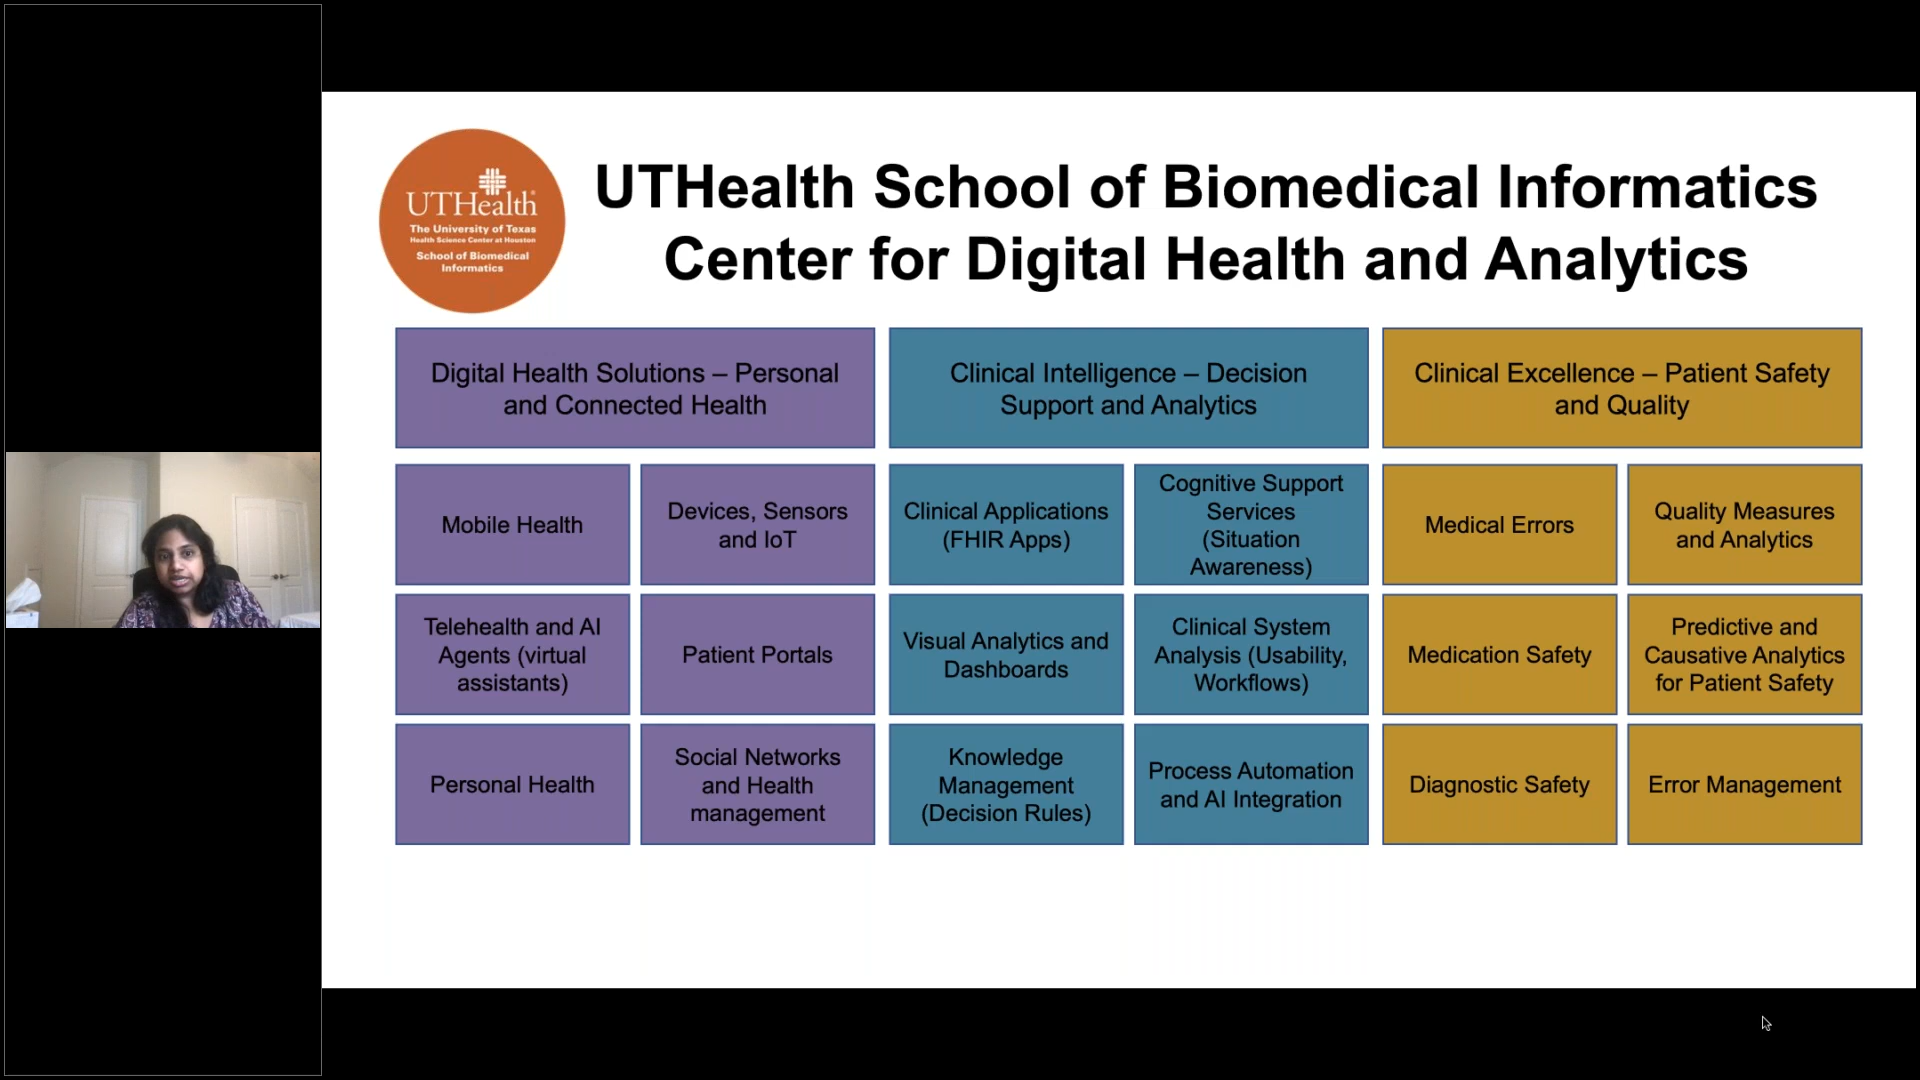 UTHealth
The University of Texas
Health Science Center at Houston
School of Biomedical
Informatics
UTHealth School of Biomedical Informatics
Center for Digital Health and Analytics
Digital Health Solutions – Personal
and Connected Health
Clinical Intelligence – Decision
Support and Analytics
Clinical Excellence – Patient Safety
and Quality
Mobile Health
Devices, Sensors
and IoT
Clinical Applications
(FHIR Apps)
Cognitive Support
Services
(Situation
Awareness)
Medical Errors
Quality Measures
and Analytics
Telehealth and AI
Agents (virtual
assistants)
Patient Portals
Visual Analytics and
Dashboards
Clinical System
Analysis (Usability,
Workflows)
Medication Safety
Predictive and
Causative Analytics
for Patient Safety
Personal Health
Social Networks
and Health
management
Knowledge
Management
(Decision Rules)
Process Automation
and AI Integration
Diagnostic Safety
Error Management